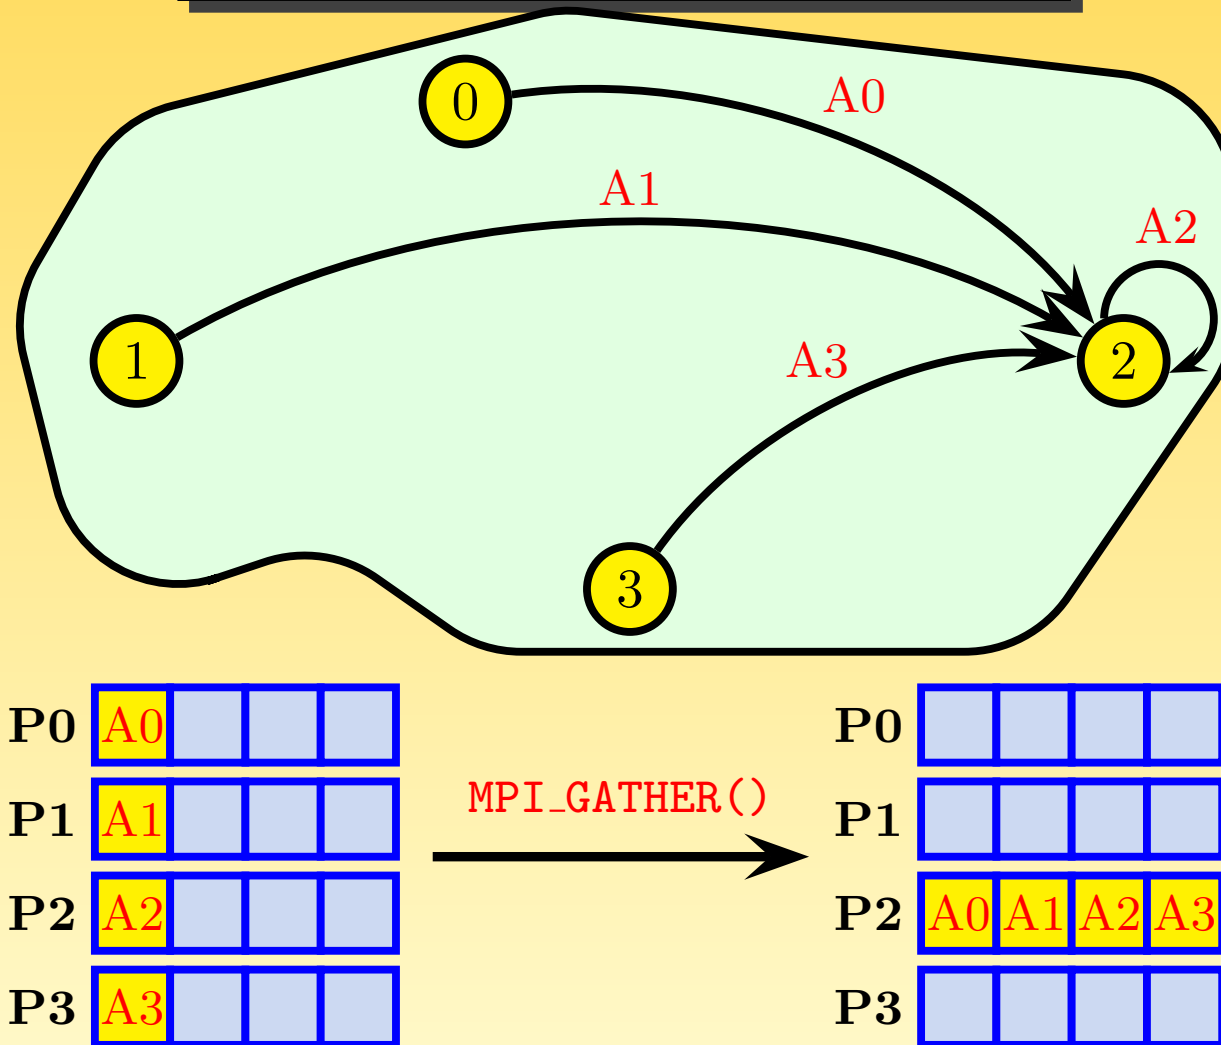 0
A0
A1
A2
1
A3
2
3
P0 A0
P0
MPI_GATHER()
P1 A1
P1
P2 A2
P2 A0 A1 A2 A3
P3 A3
P3